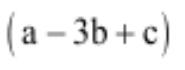 (a – 3b + c)